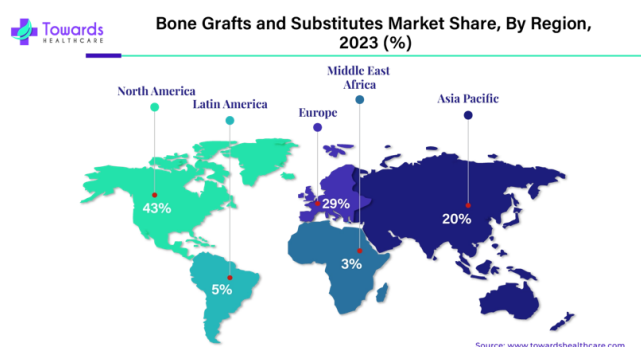 Towards
HEALTHCARE
Bone Grafts and Substitutes Market Share, By Region,
2023 (%)
North America
Latin America
Europe
Middle East
Africa
Asia Pacific
43%
5%
29%
3%
20%
Source: www.towardshealthcare.com